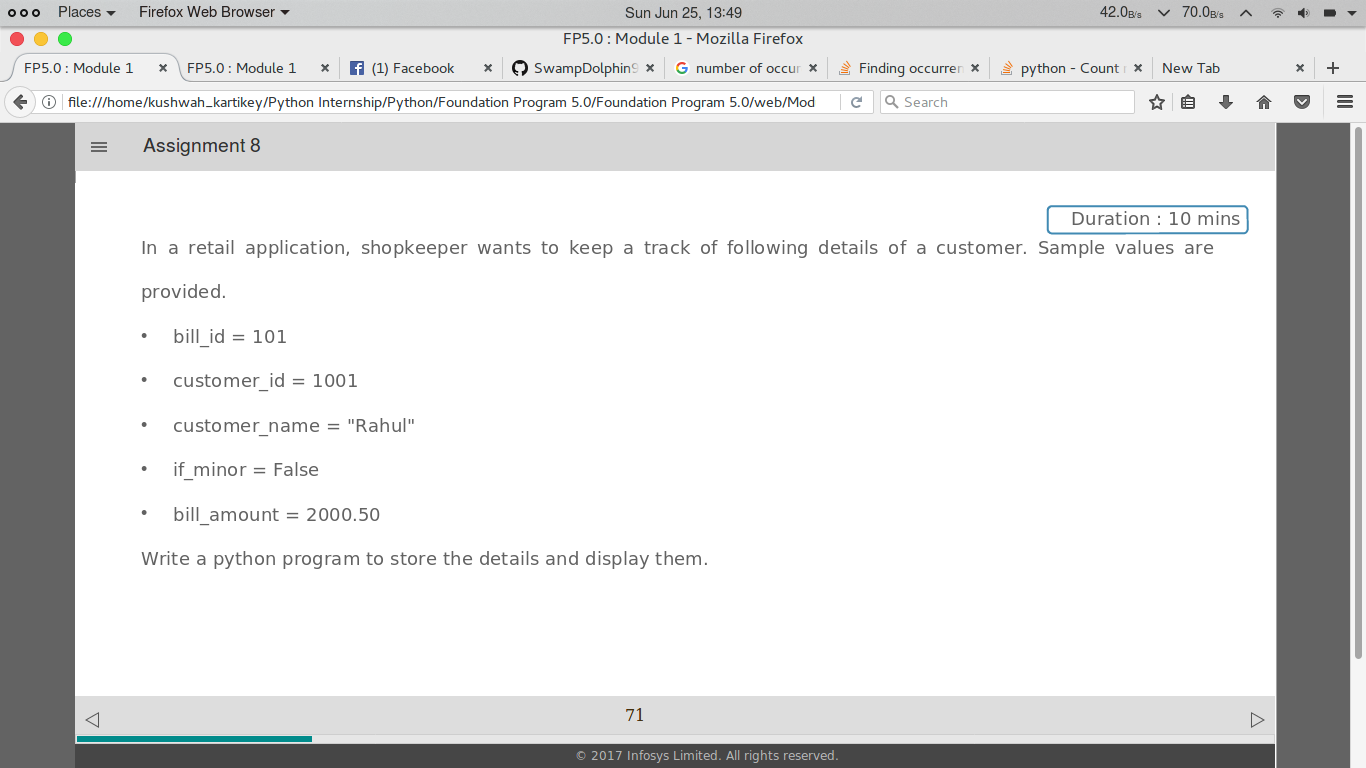 Places
Firefox Web Browser
Sun Jun 25, 13:49
42.0B/s
70.0B/s
FP5.0 : Module 1 - Mozilla Firefox
FP5.0 : Module 1
FP5.0 : Module 1
(1) Facebook
SwampDolphin9
number of occur
Finding occurren
python - Count
New Tab
file:///home/kushwah_kartikey/Python Internship/Python/Foundation Program 5.0/Foundation Program 5.0/web/Mod
Search
Assignment 8
Duration : 10 mins
In a retail application, shopkeeper wants to keep a track of following details of a customer. Sample values are
provided.
• bill_id = 101
• customer_id = 1001
• customer_name = "Rahul"
• if_minor = False
• bill_amount = 2000.50
Write a python program to store the details and display them.
71
© 2017 Infosys Limited. All rights reserved.